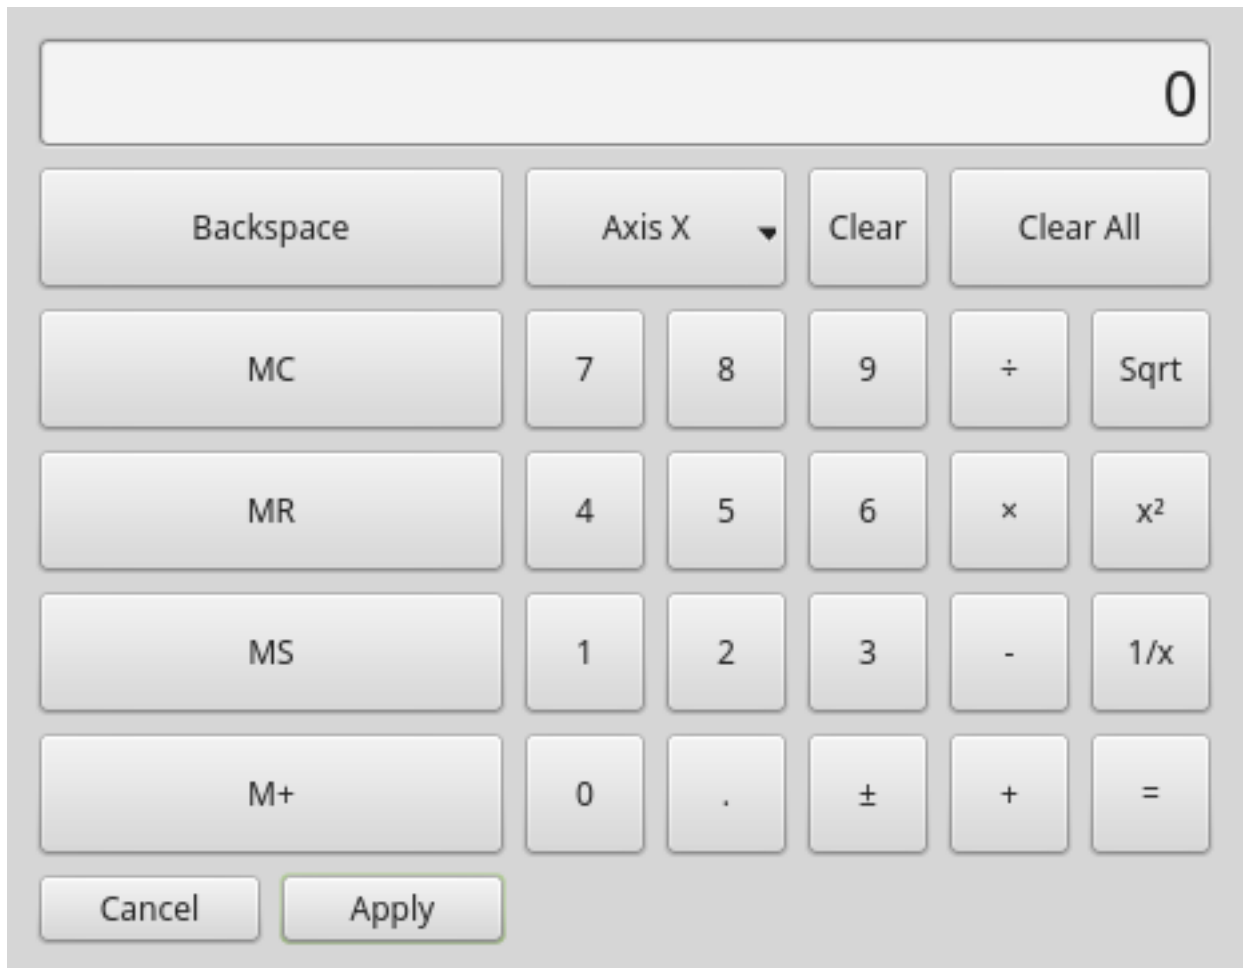 0
Backspace Axis X Clear Clear All
MC 7 8 9 ÷ Sqrt
MR 4 5 6 × x²
MS 1 2 3 - 1/x
M+ 0 . ± + =
Cancel Apply